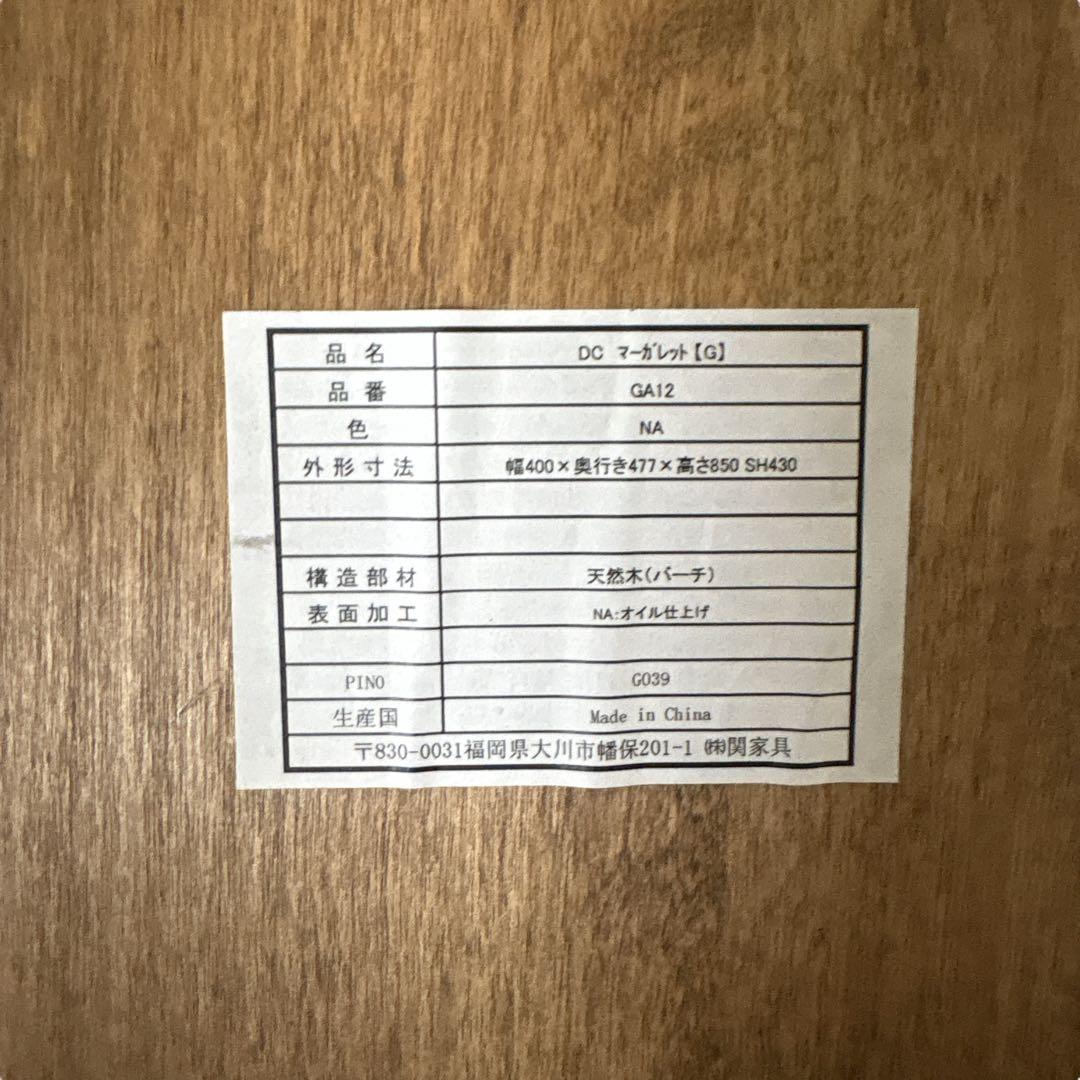 品名 DC マーガレット【G】
品番 GA12
色 NA
外形寸法 幅400×奥行き477×高さ850 SH430
構造部材 天然木(バーチ)
表面加工 NA:オイル仕上げ
PINO G039
生産国 Made in China
〒830-0031福岡県大川市幡保201-1 ㈱関家具